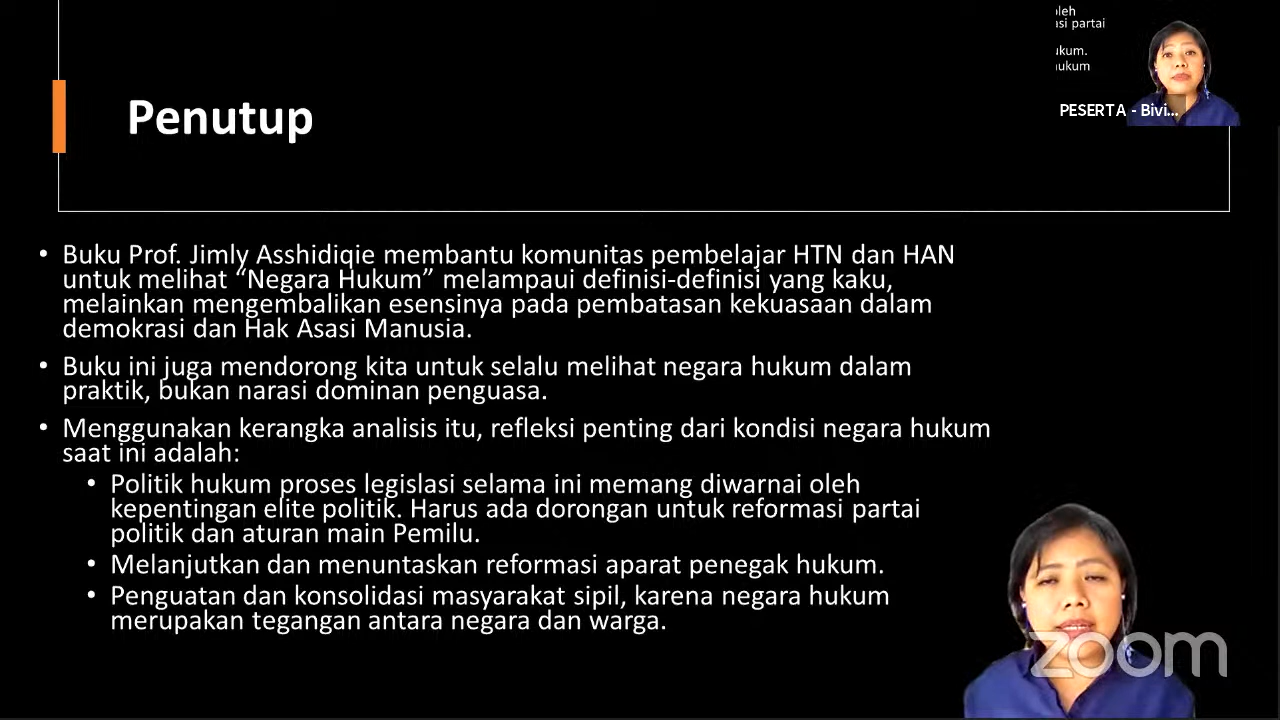 Penutup
oleh
asi partai
ukum.
ukum
PESERTA - Bivi...
• Buku Prof. Jimly Asshidiqie membantu komunitas pembelajar HTN dan HAN
untuk melihat “Negara Hukum” melampaui definisi-definisi yang kaku,
melainkan mengembalikan esensinya pada pembatasan kekuasaan dalam
demokrasi dan Hak Asasi Manusia.
• Buku ini juga mendorong kita untuk selalu melihat negara hukum dalam
praktik, bukan narasi dominan penguasa.
• Menggunakan kerangka analisis itu, refleksi penting dari kondisi negara hukum
saat ini adalah:
• Politik hukum proses legislasi selama ini memang diwarnai oleh
kepentingan elite politik. Harus ada dorongan untuk reformasi partai
politik dan aturan main Pemilu.
• Melanjutkan dan menuntaskan reformasi aparat penegak hukum.
• Penguatan dan konsolidasi masyarakat sipil, karena negara hukum
merupakan tegangan antara negara dan warga.
zoom